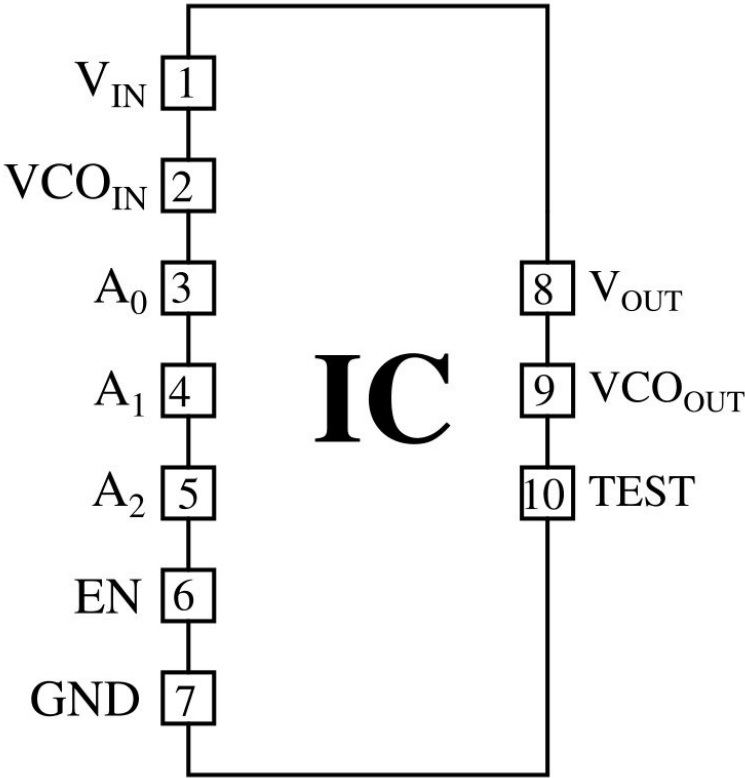 V_IN 1
VCO_IN 2
A_0 3
8 V_OUT
A_1 4
IC
9 VCO_OUT
A_2 5
10 TEST
EN 6
GND 7